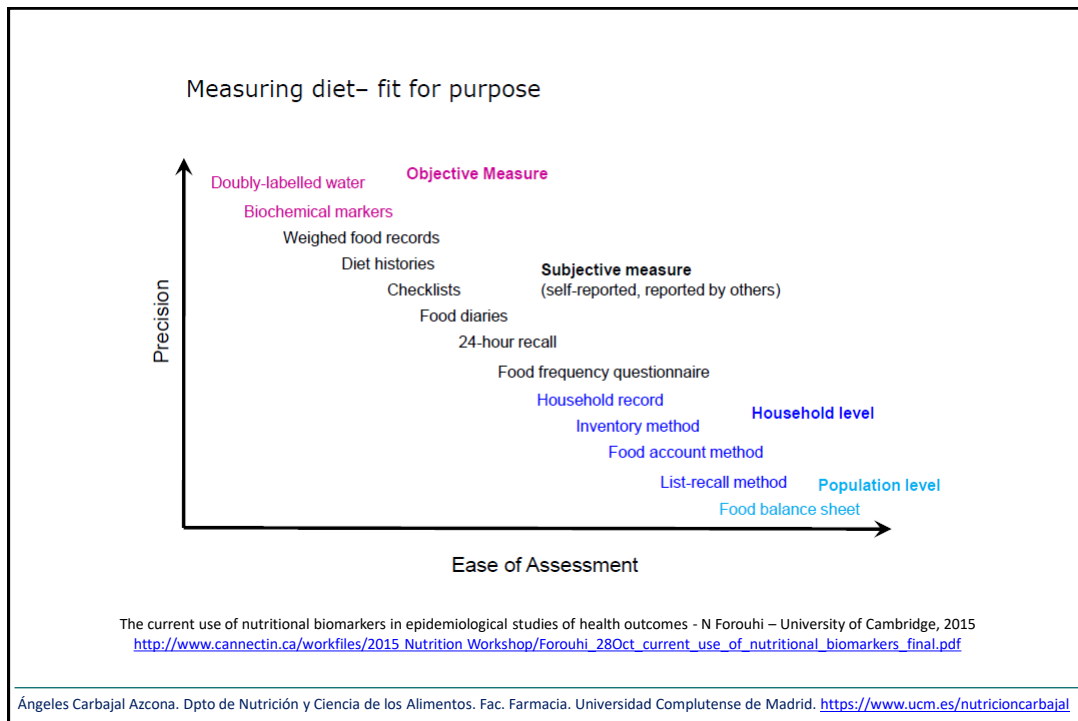 Measuring diet– fit for purpose
Precision
Doubly-labelled water
Objective Measure
Biochemical markers
Weighed food records
Diet histories
Subjective measure
Checklists
(self-reported, reported by others)
Food diaries
24-hour recall
Food frequency questionnaire
Household record
Household level
Inventory method
Food account method
List-recall method
Population level
Food balance sheet
Ease of Assessment
The current use of nutritional biomarkers in epidemiological studies of health outcomes - N Forouhi – University of Cambridge, 2015
http://www.cannectin.ca/workfiles/2015 Nutrition Workshop/Forouhi_28Oct_current_use_of_nutritional_biomarkers_final.pdf
Ángeles Carbajal Azcona. Dpto de Nutrición y Ciencia de los Alimentos. Fac. Farmacia. Universidad Complutense de Madrid. https://www.ucm.es/nutricioncarbajal